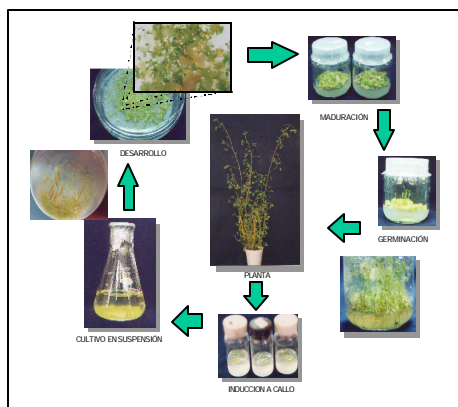 MADURACIÓN
DESARROLLO
GERMINACIÓN
PLANTA
CULTIVO EN SUSPENSIÓN
INDUCCION A CALLO